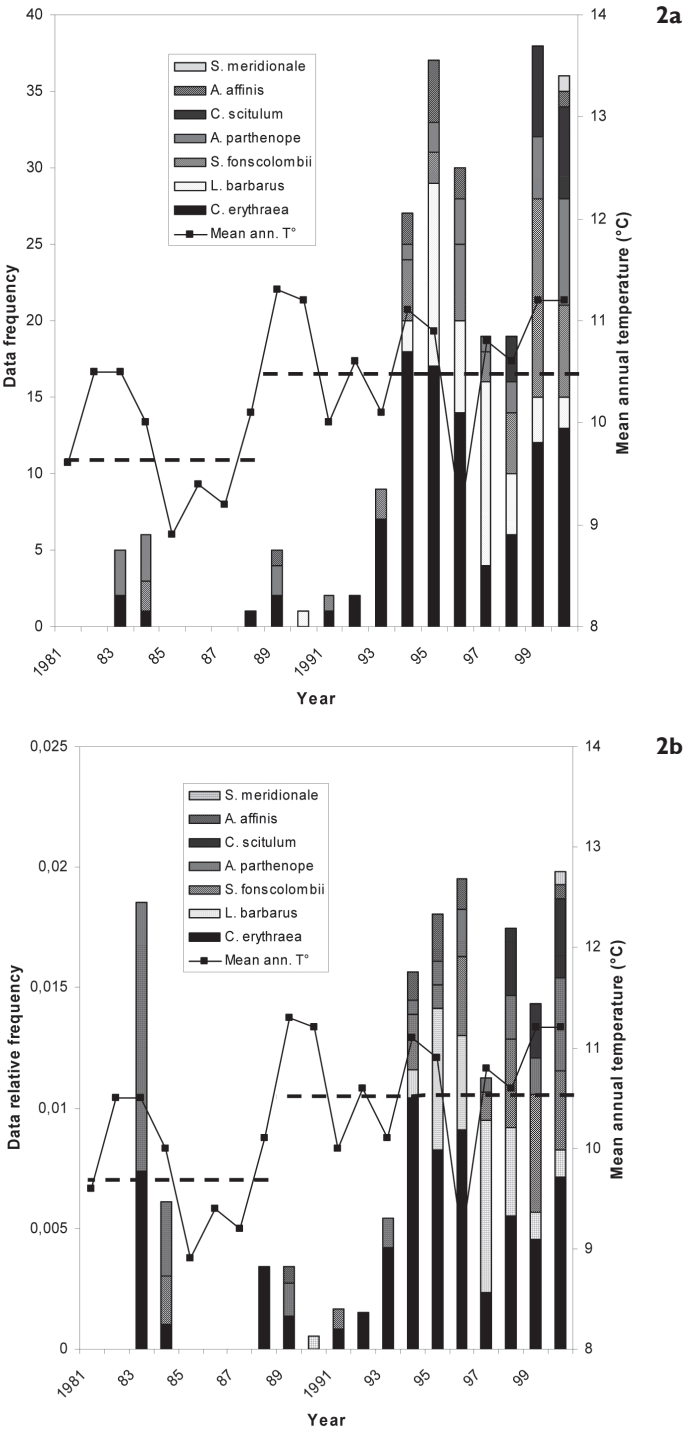 2a
40
35
30
25
20
15
10
5
0
Data frequency
14
13
12
11
10
9
8
Mean annual temperature (°C)
S. meridionale
A. affinis
C. scitulum
A. parthenope
S. fonscolombii
L. barbarus
C. erythraea
Mean ann. T°
1981
83
85
87
89
1991
93
95
97
99
Year
2b
0,025
0,02
0,015
0,01
0,005
0
Data relative frequency
14
13
12
11
10
9
8
Mean annual temperature (°C)
S. meridionale
A. affinis
C. scitulum
A. parthenope
S. fonscolombii
L. barbarus
C. erythraea
Mean ann. T°
1981
83
85
87
89
1991
93
95
97
99
Year